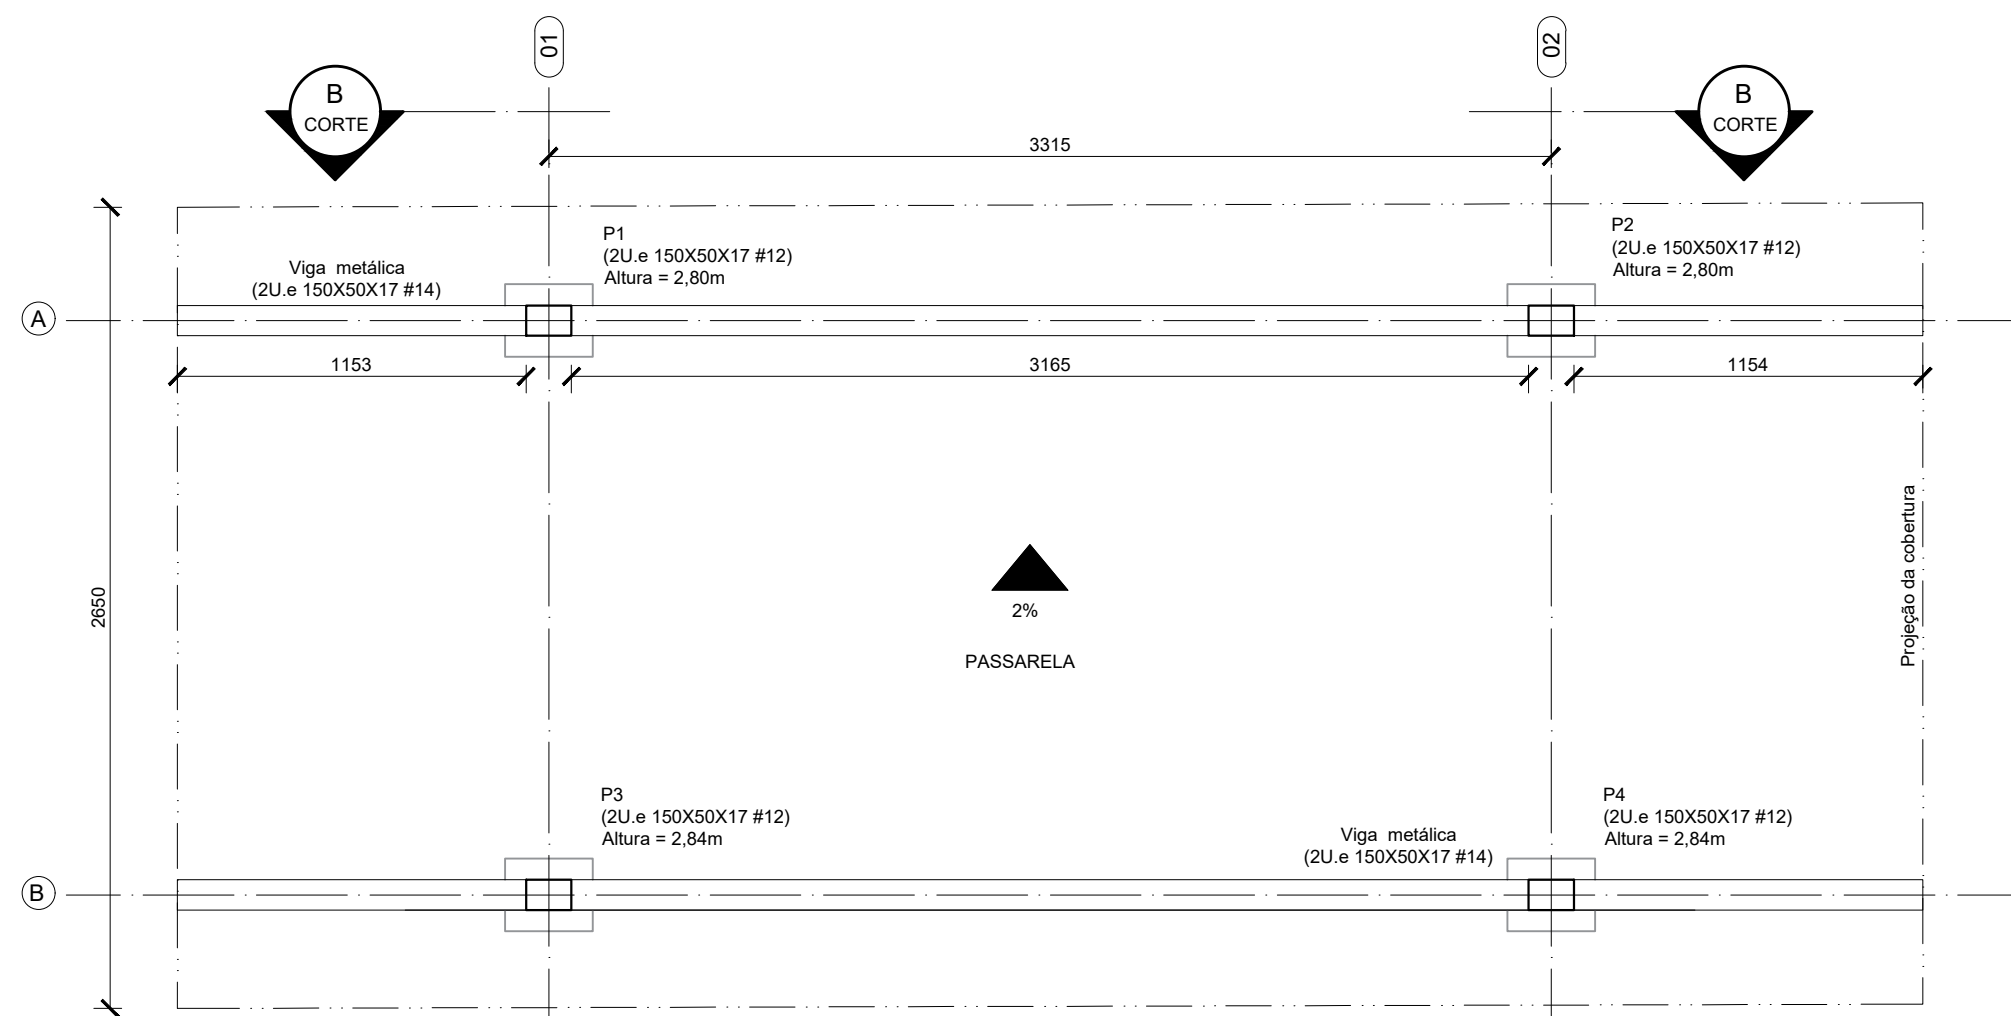 01
02
B
CORTE
B
CORTE
3315
P1
(2U.e 150X50X17 #12)
Altura = 2,80m
P2
(2U.e 150X50X17 #12)
Altura = 2,80m
Viga metálica
(2U.e 150X50X17 #14)
A
1153
3165
1154
Projeção da cobertura
2650
2%
PASSARELA
P3
(2U.e 150X50X17 #12)
Altura = 2,84m
P4
(2U.e 150X50X17 #12)
Altura = 2,84m
Viga metálica
(2U.e 150X50X17 #14)
B